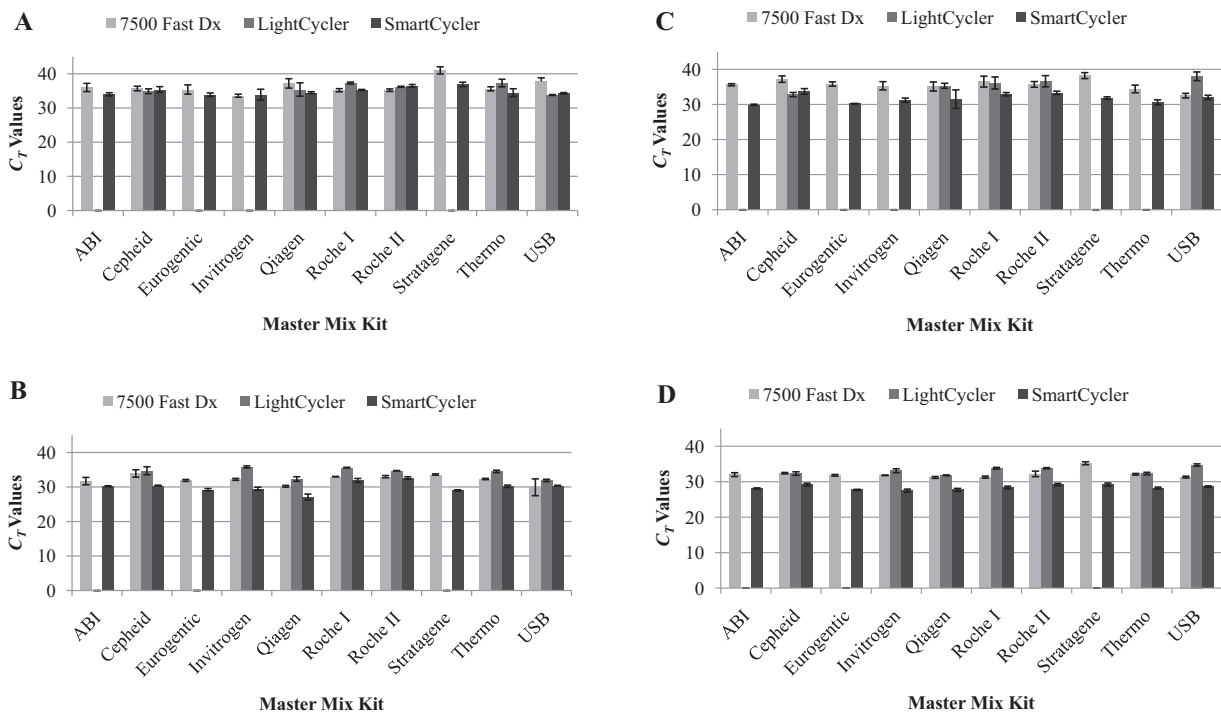 A
7500 Fast Dx LightCycler SmartCycler
40
30
20
10
0
C_T Values
ABI
Cepheid
Eurogentic
Invitrogen
Qiagen
Roche I
Roche II
Stratagene
Thermo
USB
Master Mix Kit
B
7500 Fast Dx LightCycler SmartCycler
40
30
20
10
0
C_T Values
ABI
Cepheid
Eurogentic
Invitrogen
Qiagen
Roche I
Roche II
Stratagene
Thermo
USB
Master Mix Kit
C
7500 Fast Dx LightCycler SmartCycler
40
30
20
10
0
C_T Values
ABI
Cepheid
Eurogentic
Invitrogen
Qiagen
Roche I
Roche II
Stratagene
Thermo
USB
Master Mix Kit
D
7500 Fast Dx LightCycler SmartCycler
40
30
20
10
0
C_T Values
ABI
Cepheid
Eurogentic
Invitrogen
Qiagen
Roche I
Roche II
Stratagene
Thermo
USB
Master Mix Kit